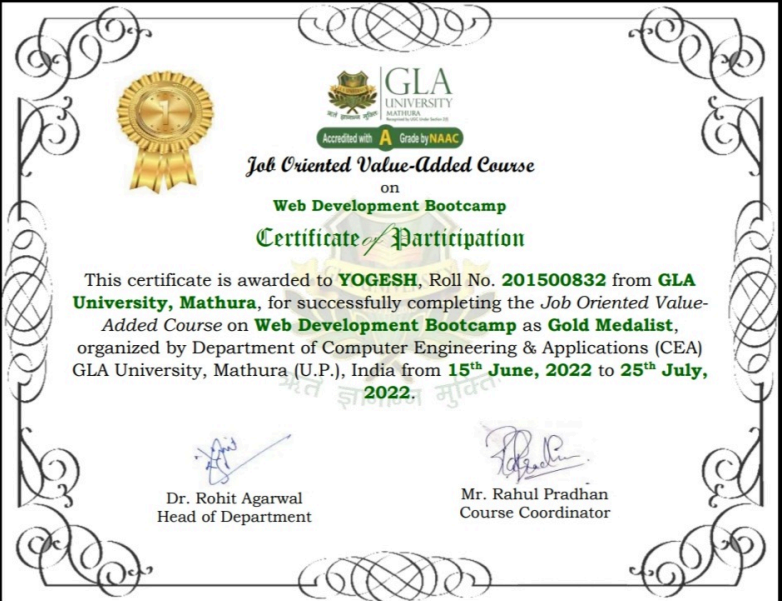 1
GLA
UNIVERSITY
MATHURA
Recognised by UGC Under Section 2(f)
Accredited with A Grade by NAAC
Job Oriented Value-Added Course
on
Web Development Bootcamp
Certificate of Participation
This certificate is awarded to YOGESH, Roll No. 201500832 from GLA
University, Mathura, for successfully completing the Job Oriented Value-
Added Course on Web Development Bootcamp as Gold Medalist,
organized by Department of Computer Engineering & Applications (CEA)
GLA University, Mathura (U.P.), India from 15th June, 2022 to 25th July,
2022.
Dr. Rohit Agarwal
Head of Department
Mr. Rahul Pradhan
Course Coordinator